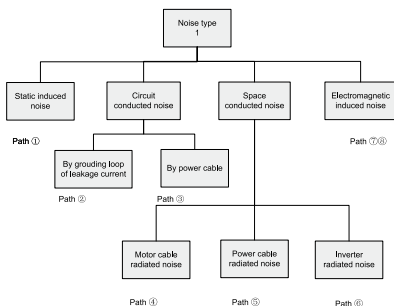 Noise type
1
Static induced
noise
Circuit
conducted noise
Space
conducted noise
Electromagnetic
induced noise
Path ①
Path ⑦⑧
By grouding loop
of leakage current
By power cable
Path ②
Path ③
Motor cable
radiated noise
Power cable
radiated noise
Inverter
radiated noise
Path ④
Path ⑤
Path ⑥